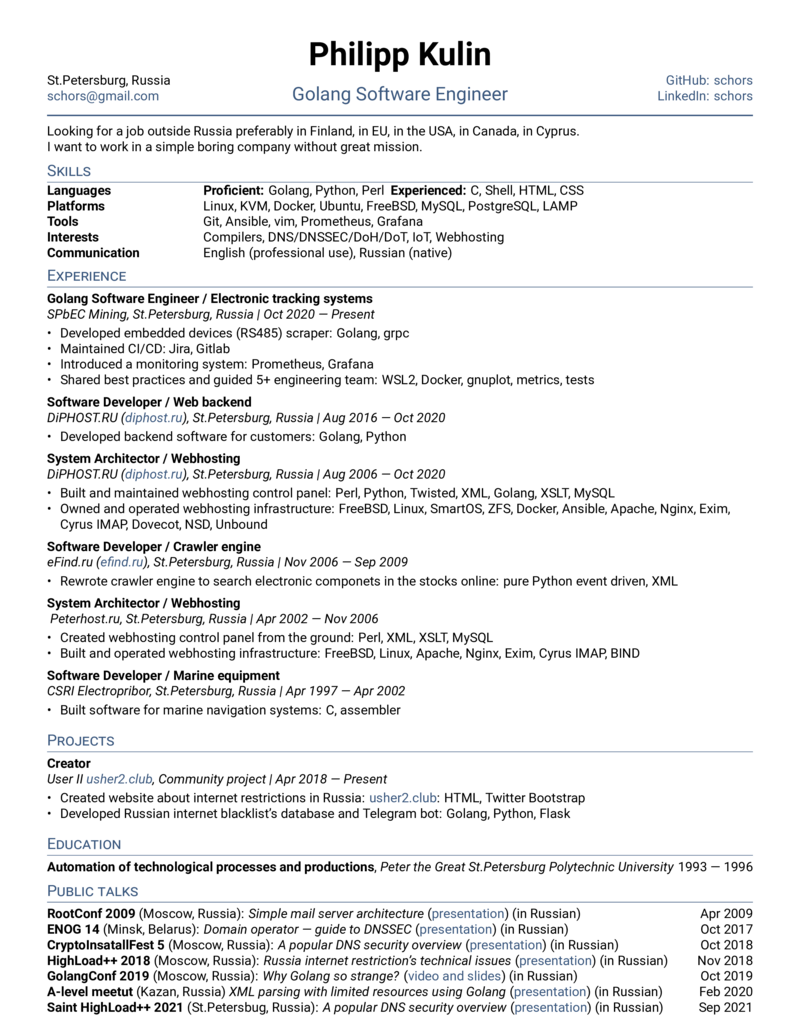 Philipp Kulin
St.Petersburg, Russia
schors@gmail.com
Golang Software Engineer
GitHub: schors
LinkedIn: schors
Looking for a job outside Russia preferably in Finland, in EU, in the USA, in Canada, in Cyprus.
I want to work in a simple boring company without great mission.
SKILLS
Languages Proficient: Golang, Python, Perl Experienced: C, Shell, HTML, CSS
Platforms Linux, KVM, Docker, Ubuntu, FreeBSD, MySQL, PostgreSQL, LAMP
Tools Git, Ansible, vim, Prometheus, Grafana
Interests Compilers, DNS/DNSSEC/DoH/DoT, IoT, Webhosting
Communication English (professional use), Russian (native)
EXPERIENCE
Golang Software Engineer / Electronic tracking systems
SPbEC Mining, St.Petersburg, Russia | Oct 2020 — Present
• Developed embedded devices (RS485) scraper: Golang, grpc
• Maintained CI/CD: Jira, Gitlab
• Introduced a monitoring system: Prometheus, Grafana
• Shared best practices and guided 5+ engineering team: WSL2, Docker, gnuplot, metrics, tests
Software Developer / Web backend
DiPHOST.RU (diphost.ru), St.Petersburg, Russia | Aug 2016 — Oct 2020
• Developed backend software for customers: Golang, Python
System Architector / Webhosting
DiPHOST.RU (diphost.ru), St.Petersburg, Russia | Aug 2006 — Oct 2020
• Built and maintained webhosting control panel: Perl, Python, Twisted, XML, Golang, XSLT, MySQL
• Owned and operated webhosting infrastructure: FreeBSD, Linux, SmartOS, ZFS, Docker, Ansible, Apache, Nginx, Exim,
Cyrus IMAP, Dovecot, NSD, Unbound
Software Developer / Crawler engine
eFind.ru (efind.ru), St.Petersburg, Russia | Nov 2006 — Sep 2009
• Rewrote crawler engine to search electronic componets in the stocks online: pure Python event driven, XML
System Architector / Webhosting
Peterhost.ru, St.Petersburg, Russia | Apr 2002 — Nov 2006
• Created webhosting control panel from the ground: Perl, XML, XSLT, MySQL
• Built and operated webhosting infrastructure: FreeBSD, Linux, Apache, Nginx, Exim, Cyrus IMAP, BIND
Software Developer / Marine equipment
CSRI Electropribor, St.Petersburg, Russia | Apr 1997 — Apr 2002
• Built software for marine navigation systems: C, assembler
PROJECTS
Creator
User II usher2.club, Community project | Apr 2018 — Present
• Created website about internet restrictions in Russia: usher2.club: HTML, Twitter Bootstrap
• Developed Russian internet blacklist's database and Telegram bot: Golang, Python, Flask
EDUCATION
Automation of technological processes and productions, Peter the Great St.Petersburg Polytechnic University 1993 — 1996
PUBLIC TALKS
RootConf 2009 (Moscow, Russia): Simple mail server architecture (presentation) (in Russian) Apr 2009
ENOG 14 (Minsk, Belarus): Domain operator — guide to DNSSEC (presentation) (in Russian) Oct 2017
CryptoInsatallFest 5 (Moscow, Russia): A popular DNS security overview (presentation) (in Russian) Oct 2018
HighLoad++ 2018 (Moscow, Russia): Russia internet restriction's technical issues (presentation) (in Russian) Nov 2018
GolangConf 2019 (Moscow, Russia): Why Golang so strange? (video and slides) (in Russian) Oct 2019
A-level meetut (Kazan, Russia) XML parsing with limited resources using Golang (presentation) (in Russian) Feb 2020
Saint HighLoad++ 2021 (St.Petersbug, Russia): A popular DNS security overview (presentation) (in Russian) Sep 2021